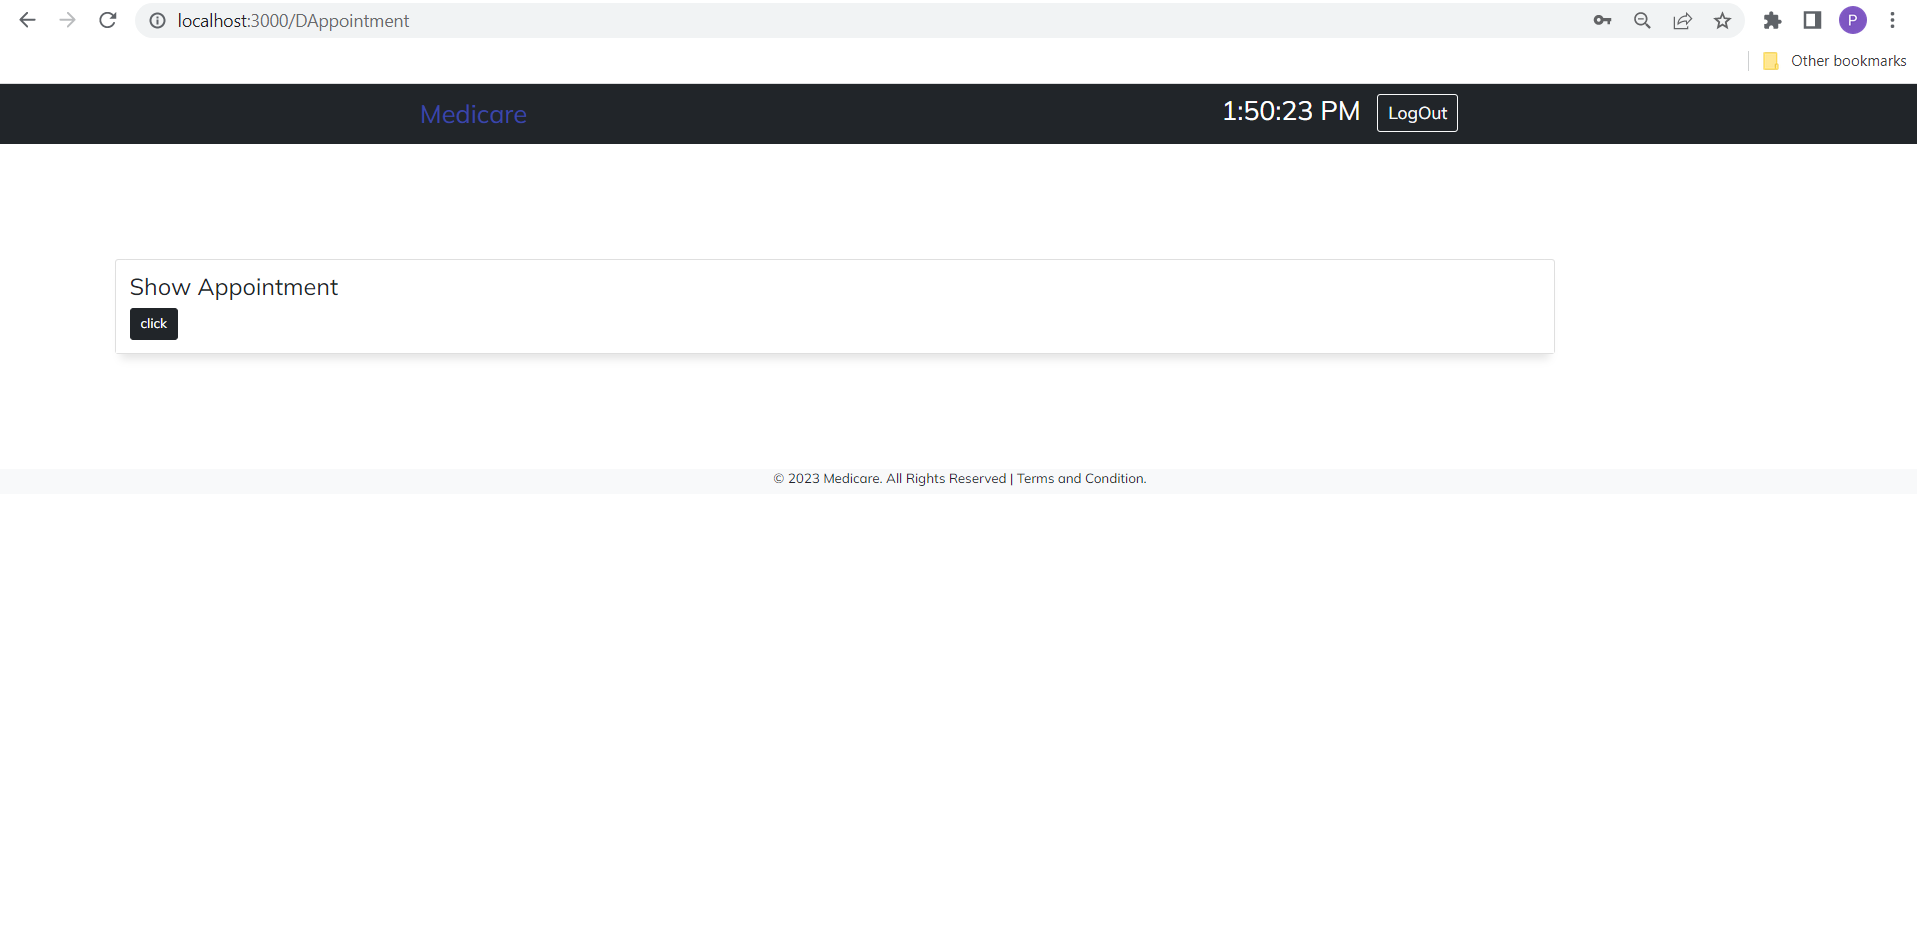 localhost:3000/DAppointment
P
Other bookmarks
Medicare
1:50:23 PM
LogOut
Show Appointment
click
© 2023 Medicare. All Rights Reserved | Terms and Condition.